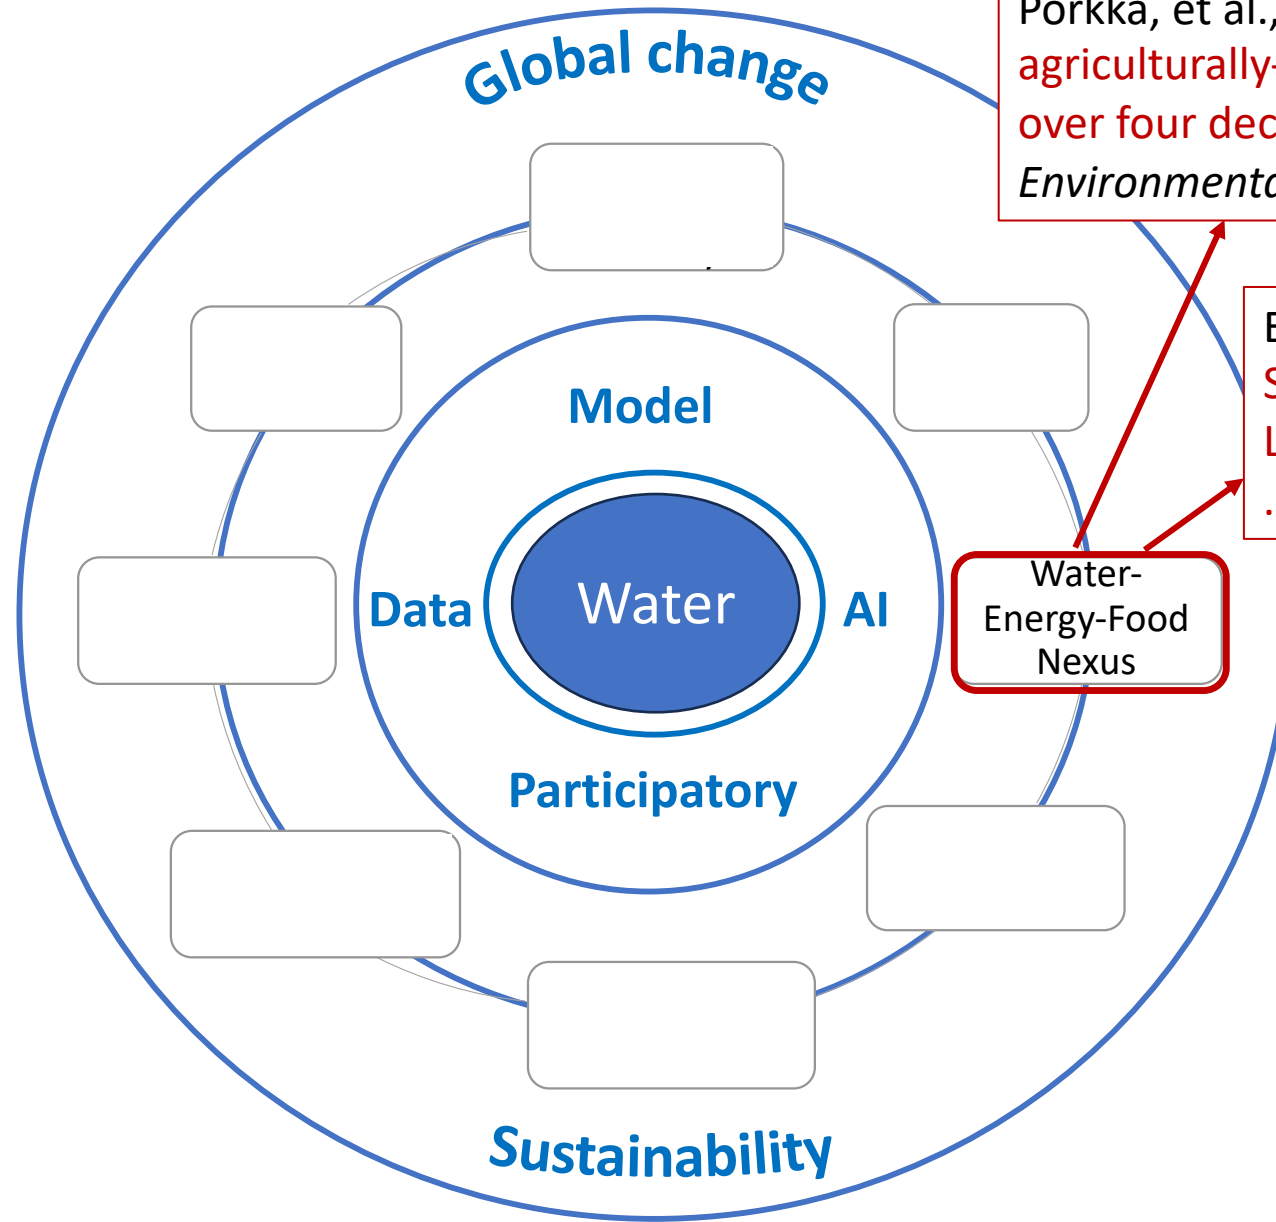 Porkka, et al.,
agriculturally-
over four dec
Environmenta
Global change
E
S
L
.
Model
Data
Water
AI
Water-
Energy-Food
Nexus
Participatory
Sustainability